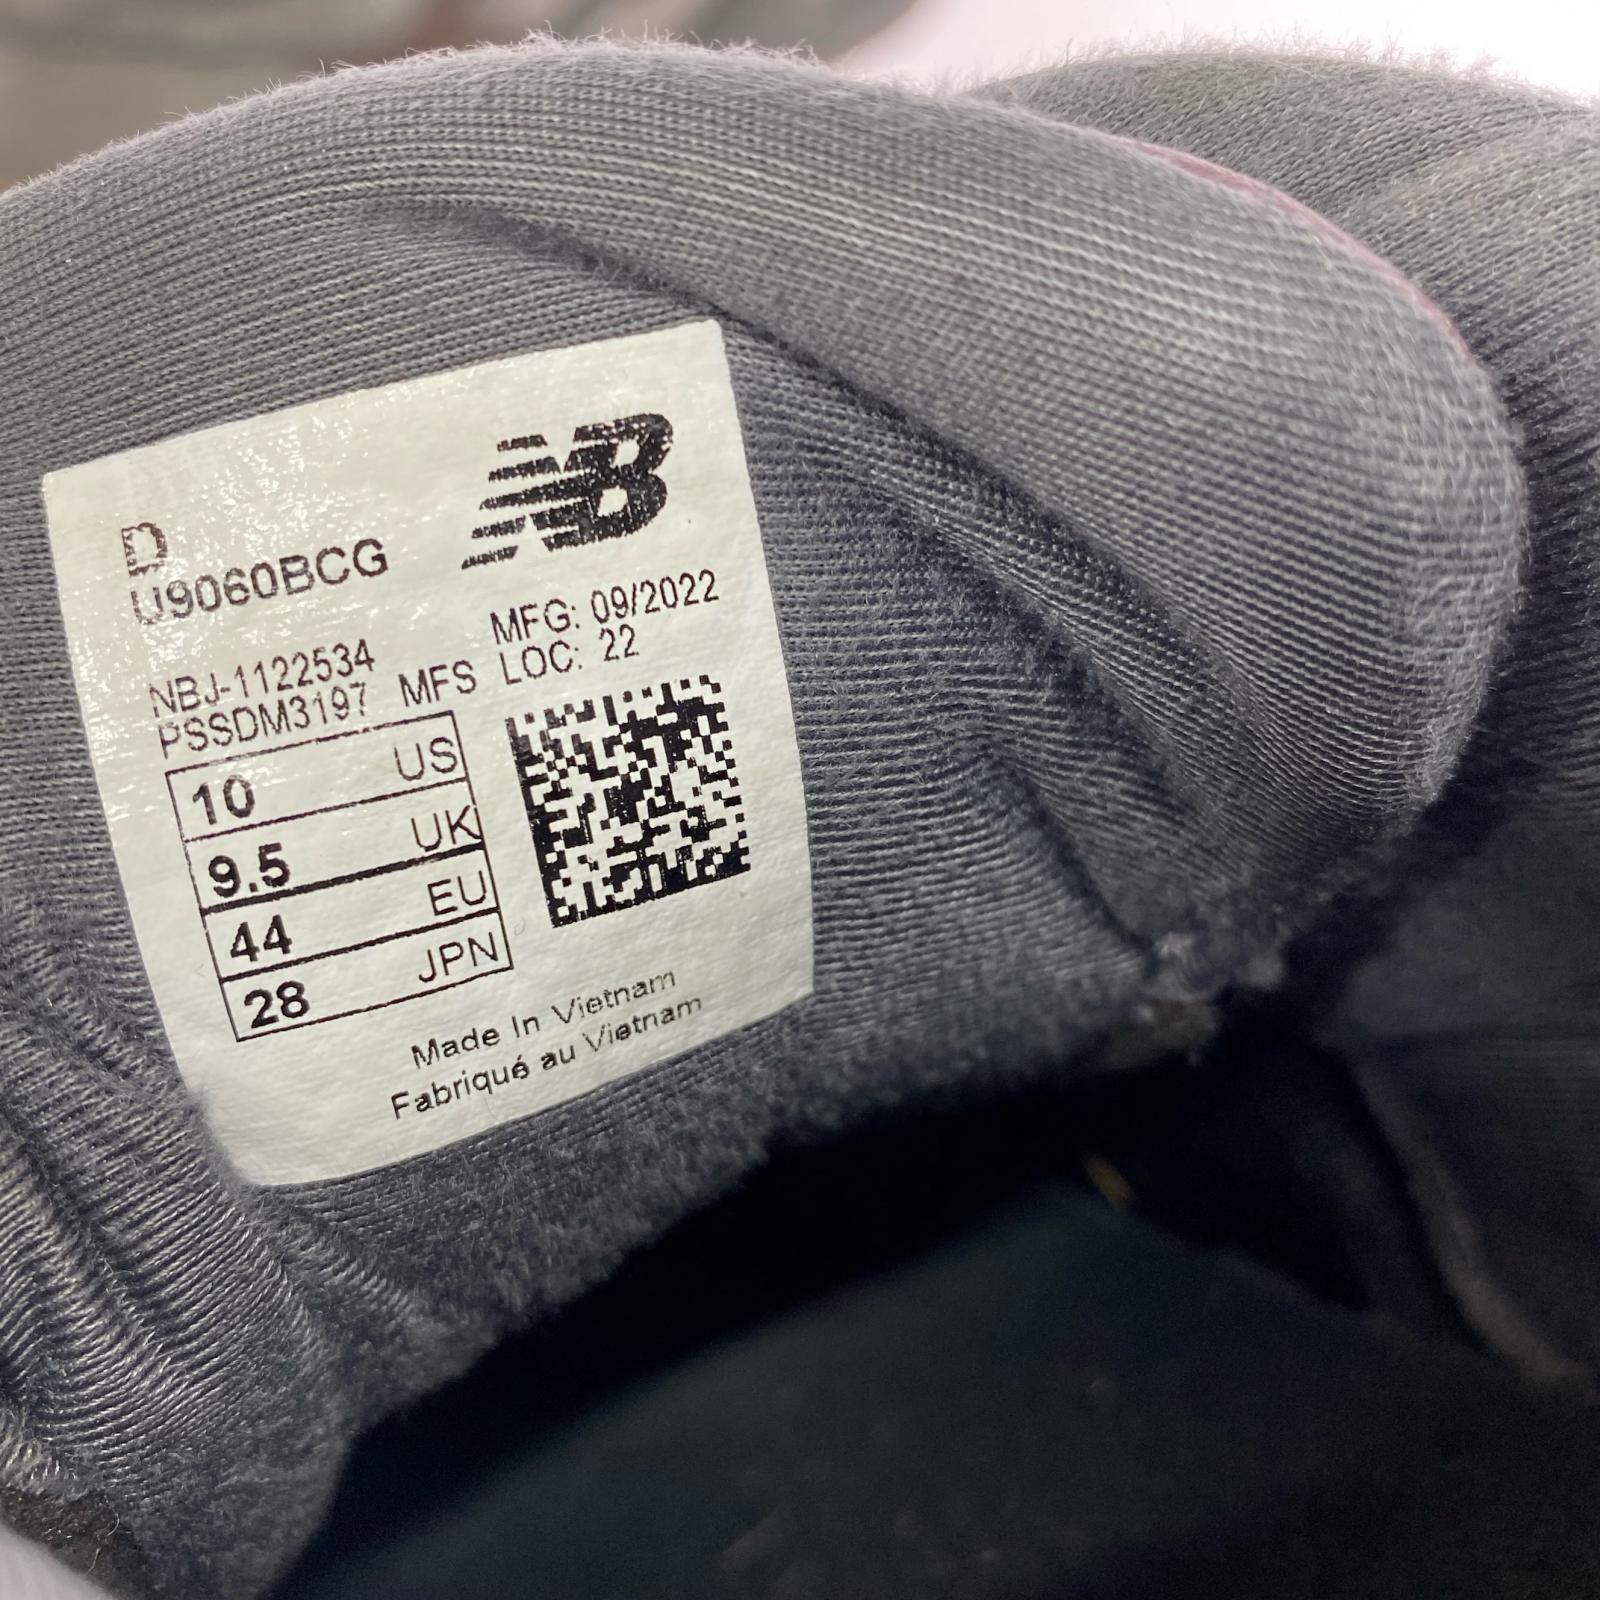 NB
D
U9060BCG
MFG: 09/2022
LOC: 22
NBJ-1122534
PSSDM3197 MFS
10 US
9.5 UK
44 EU
28 JPN
Made In Vietnam
Fabriqué au Vietnam